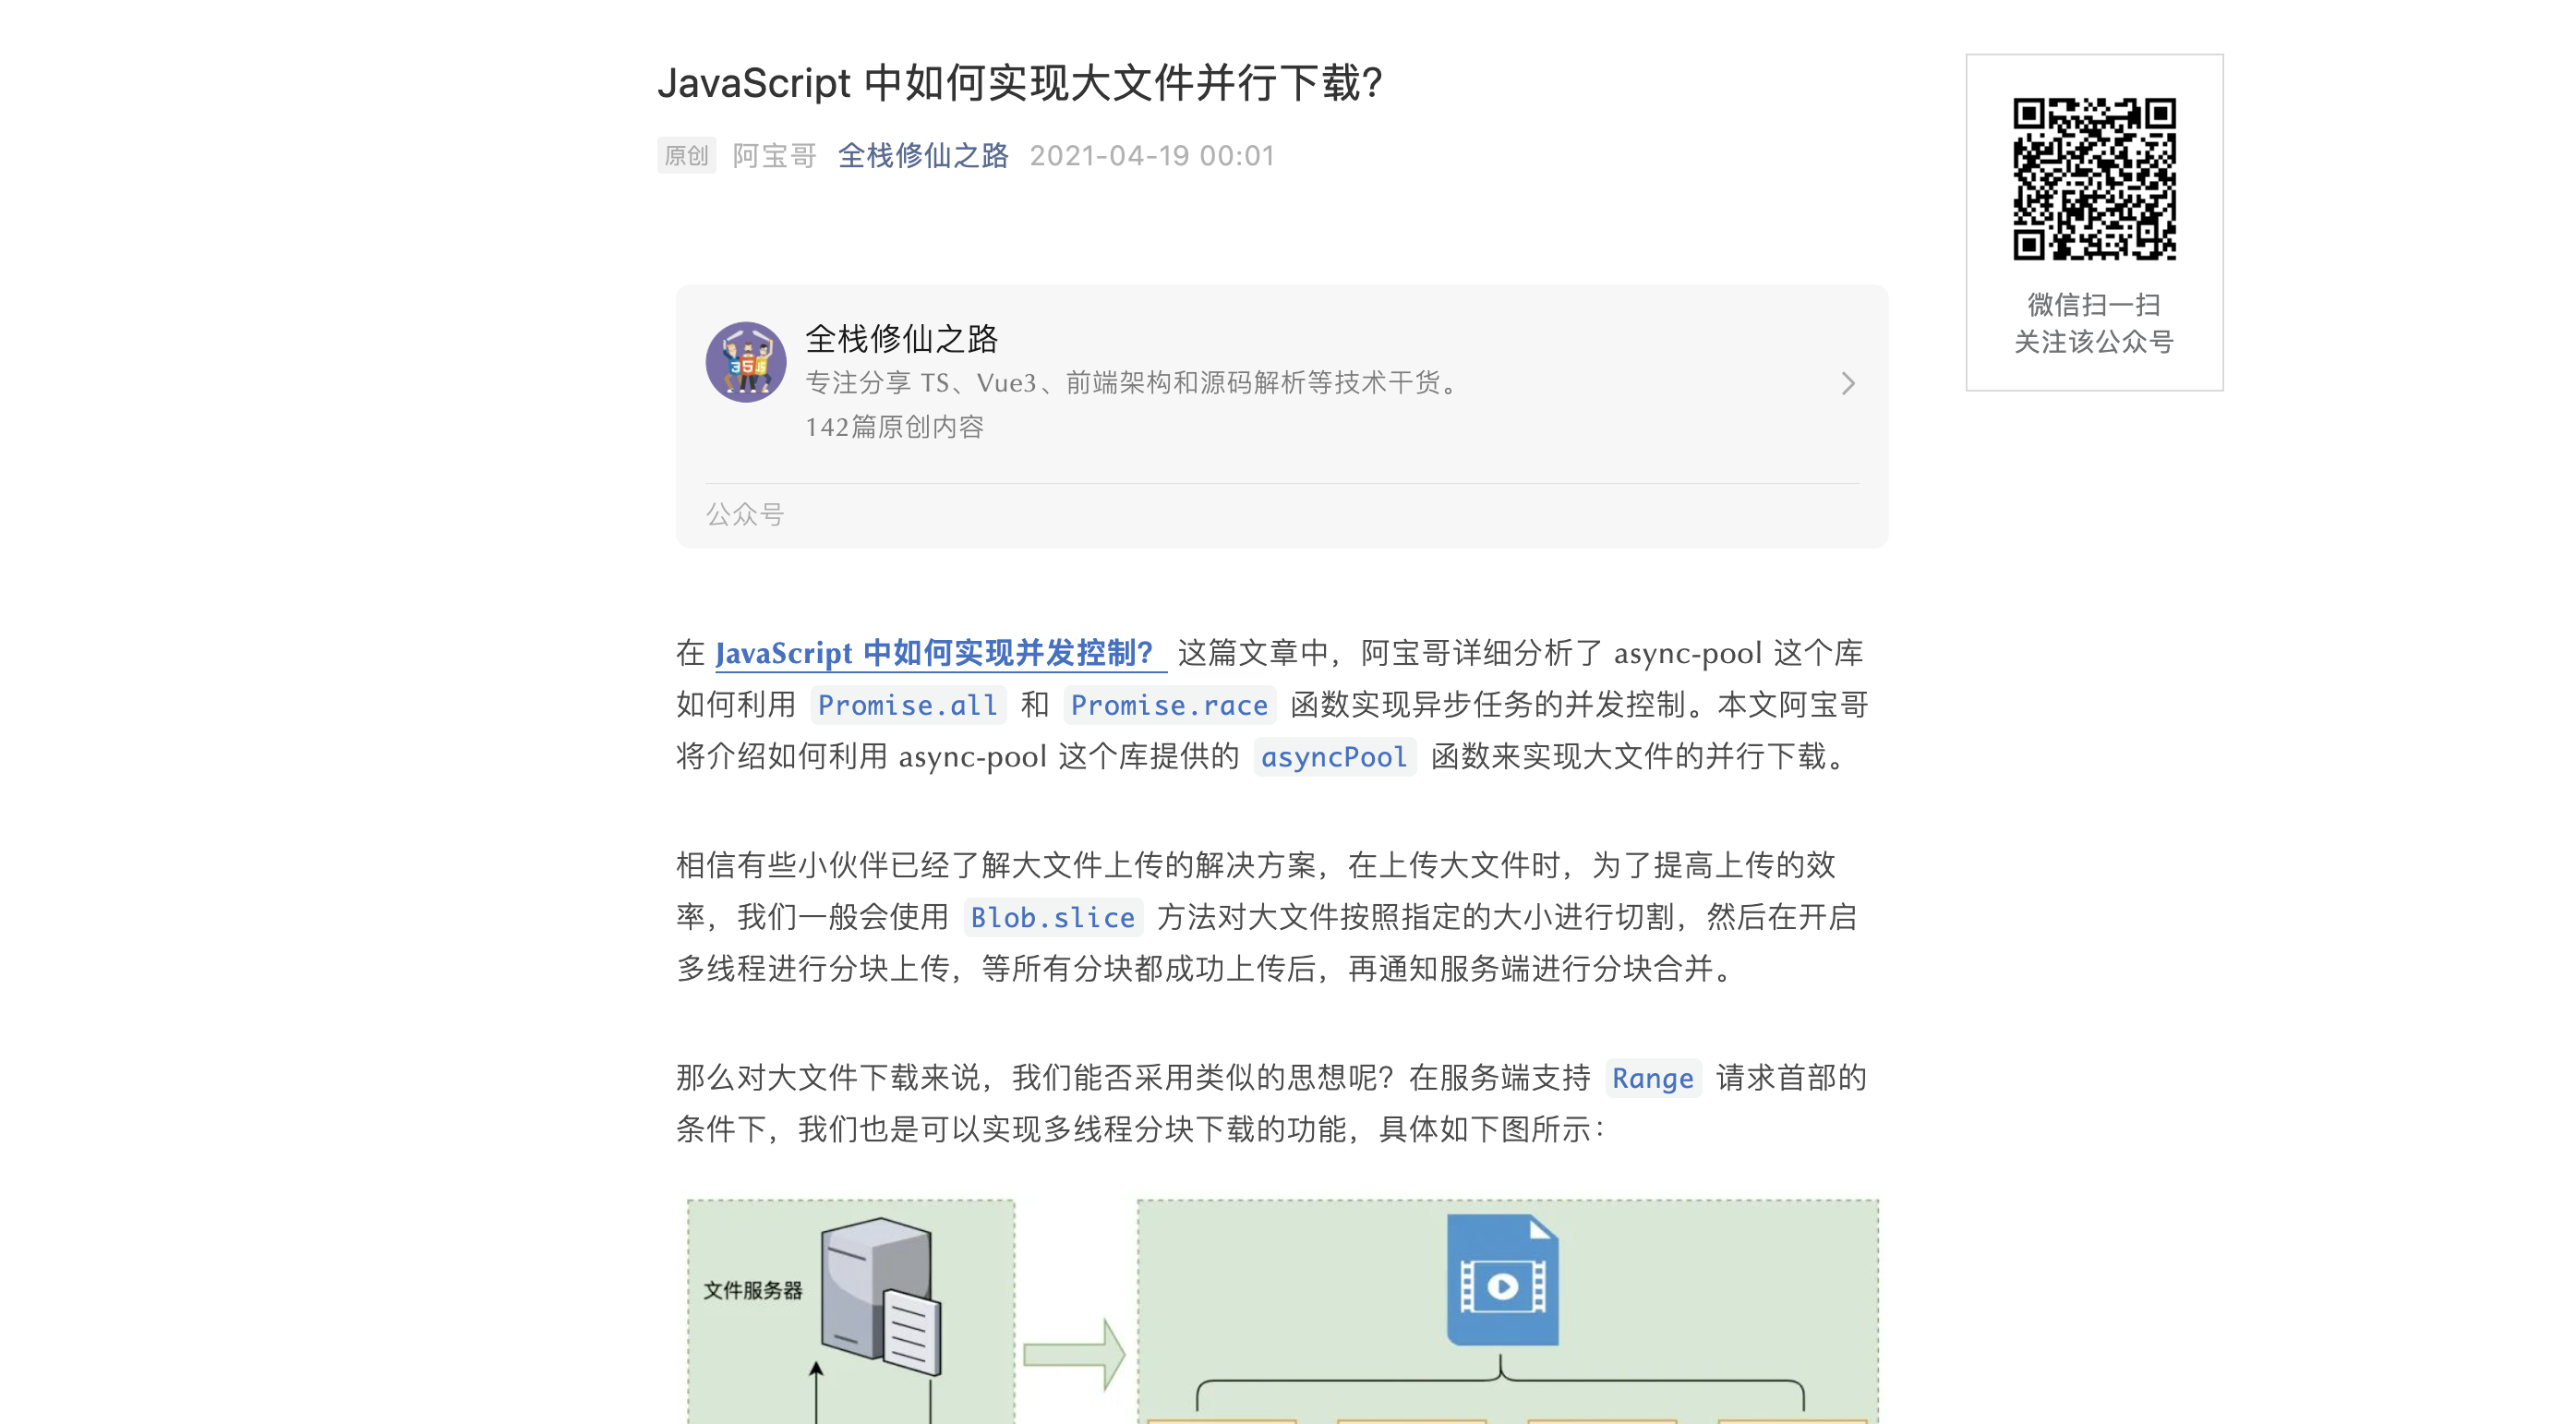 JavaScript 中如何实现大文件并行下载?
原创 阿宝哥 全栈修仙之路 2021-04-19 00:01
微信扫一扫
关注该公众号
全栈修仙之路
专注分享 TS、Vue3、前端架构和源码解析等技术干货。
142篇原创内容
公众号
在 JavaScript 中如何实现并发控制? 这篇文章中，阿宝哥详细分析了 async-pool 这个库
如何利用 Promise.all 和 Promise.race 函数实现异步任务的并发控制。本文阿宝哥
将介绍如何利用 async-pool 这个库提供的 asyncPool 函数来实现大文件的并行下载。
相信有些小伙伴已经了解大文件上传的解决方案，在上传大文件时，为了提高上传的效
率，我们一般会使用 Blob.slice 方法对大文件按照指定的大小进行切割，然后在开启
多线程进行分块上传，等所有分块都成功上传后，再通知服务端进行分块合并。
那么对大文件下载来说，我们能否采用类似的思想呢？在服务端支持 Range 请求首部的
条件下，我们也是可以实现多线程分块下载的功能，具体如下图所示：
文件服务器